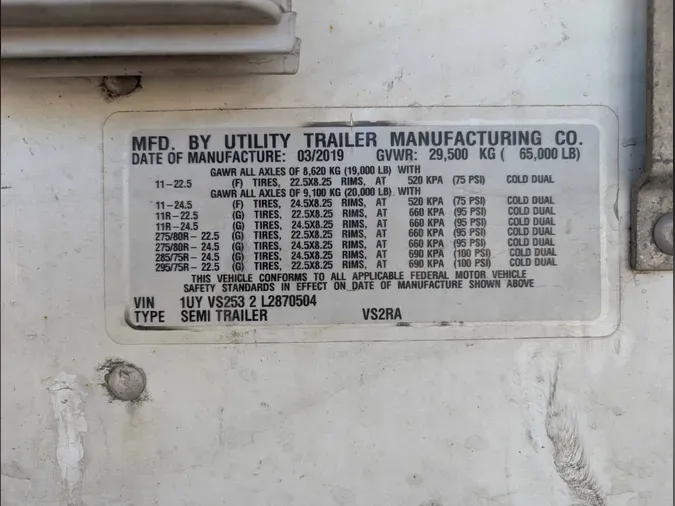 MFD. BY UTILITY TRAILER MANUFACTURING CO.
DATE OF MANUFACTURE: 03/2019 GVWR: 29,500 KG ( 65,000 LB)
GAWR ALL AXLES OF 8,620 KG (19,000 LB) WITH
11-22.5 (F) TIRES, 22.5X8.25 RIMS, AT 520 KPA (75 PSI) COLD DUAL
GAWR ALL AXLES OF 9,100 KG (20,000 LB) WITH
11-24.5 (F) TIRES, 24.5X8.25 RIMS, AT 520 KPA (75 PSI) COLD DUAL
11R-22.5 (G) TIRES, 22.5X8.25 RIMS, AT 660 KPA (95 PSI) COLD DUAL
11R-24.5 (G) TIRES, 24.5X8.25 RIMS, AT 660 KPA (95 PSI) COLD DUAL
275/80R-22.5 (G) TIRES, 22.5X8.25 RIMS, AT 660 KPA (95 PSI) COLD DUAL
275/80R-24.5 (G) TIRES, 24.5X8.25 RIMS, AT 660 KPA (95 PSI) COLD DUAL
285/75R-24.5 (G) TIRES, 24.5X8.25 RIMS, AT 690 KPA (100 PSI) COLD DUAL
295/75R-22.5 (G) TIRES, 22.5X8.25 RIMS, AT 690 KPA (100 PSI) COLD DUAL
THIS VEHICLE CONFORMS TO ALL APPLICABLE FEDERAL MOTOR VEHICLE
SAFETY STANDARDS IN EFFECT ON DATE OF MANUFACTURE SHOWN ABOVE
VIN 1UY VS253 2 L2870504
TYPE SEMI TRAILER VS2RA